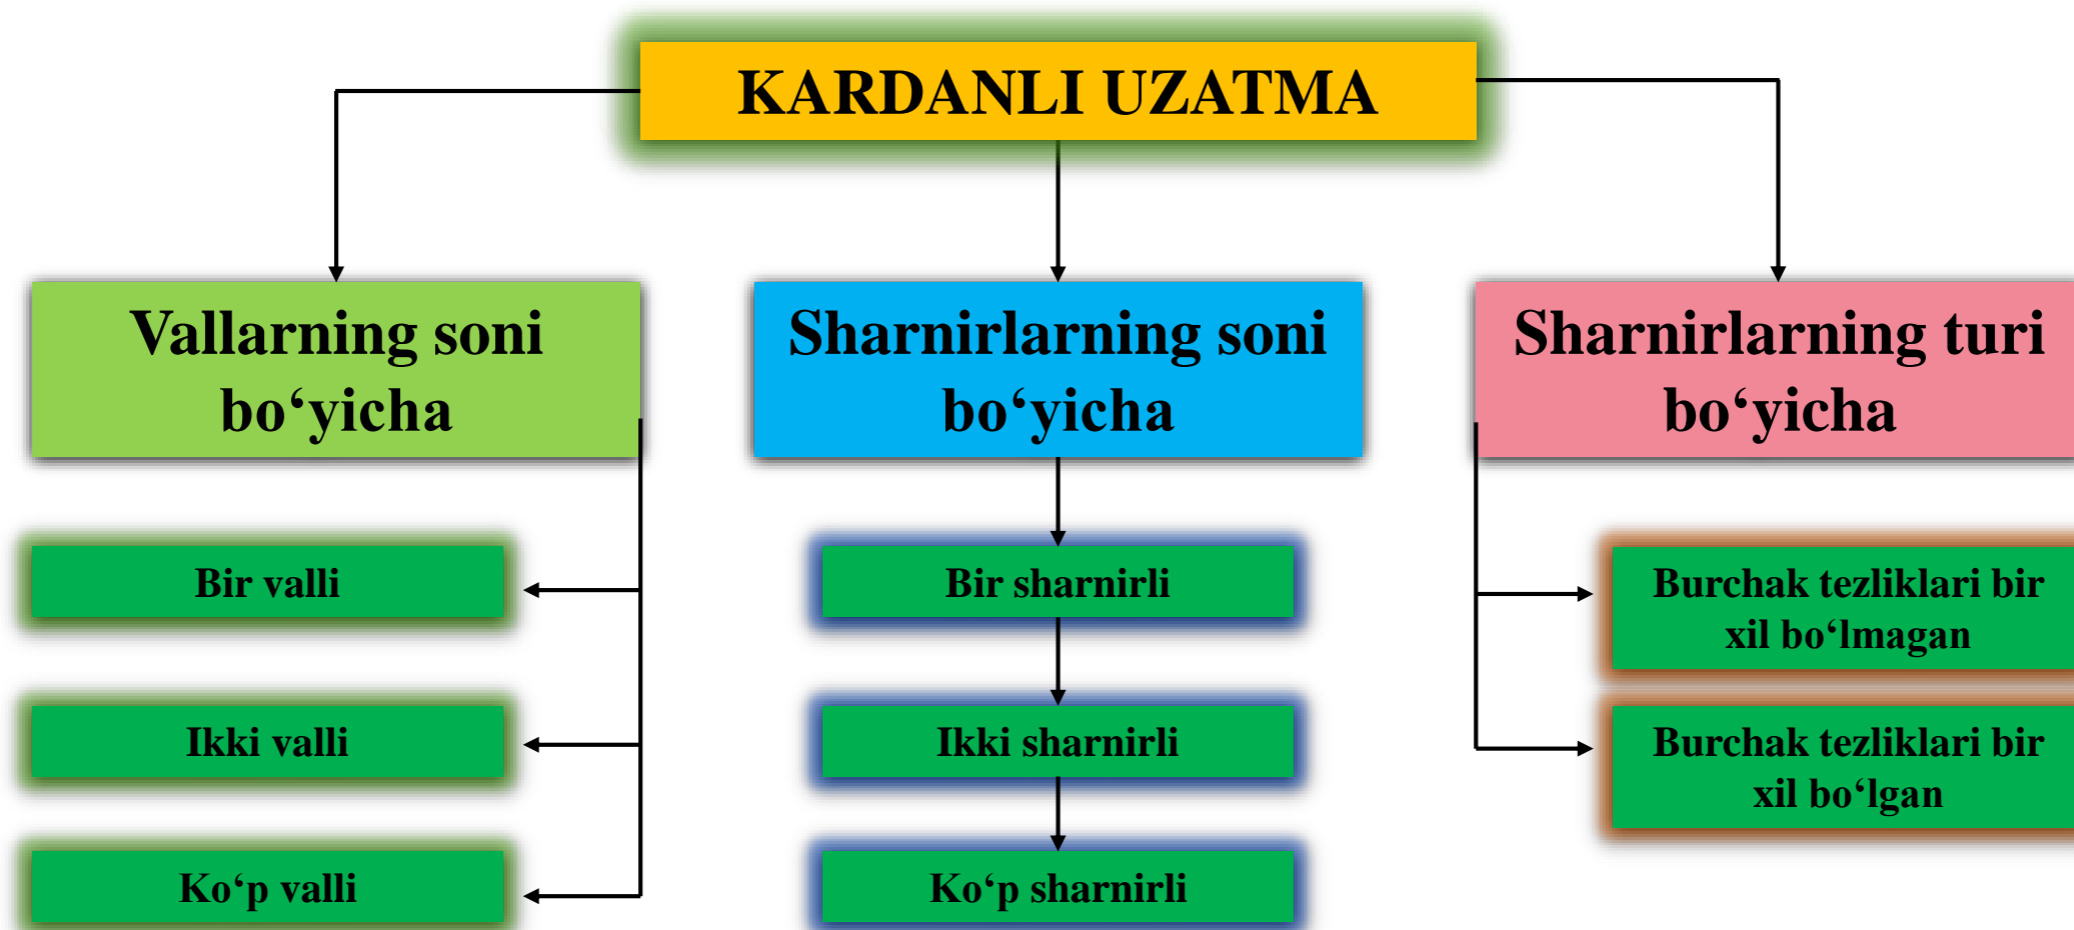 KARDANLI UZATMA
Vallarning soni
bo‘yicha
Bir valli
Ikki valli
Ko‘p valli
Sharnirlarning soni
bo‘yicha
Bir sharnirli
Ikki sharnirli
Ko‘p sharnirli
Sharnirlarning turi
bo‘yicha
Burchak tezliklari bir
xil bo‘lmagan
Burchak tezliklari bir
xil bo‘lgan